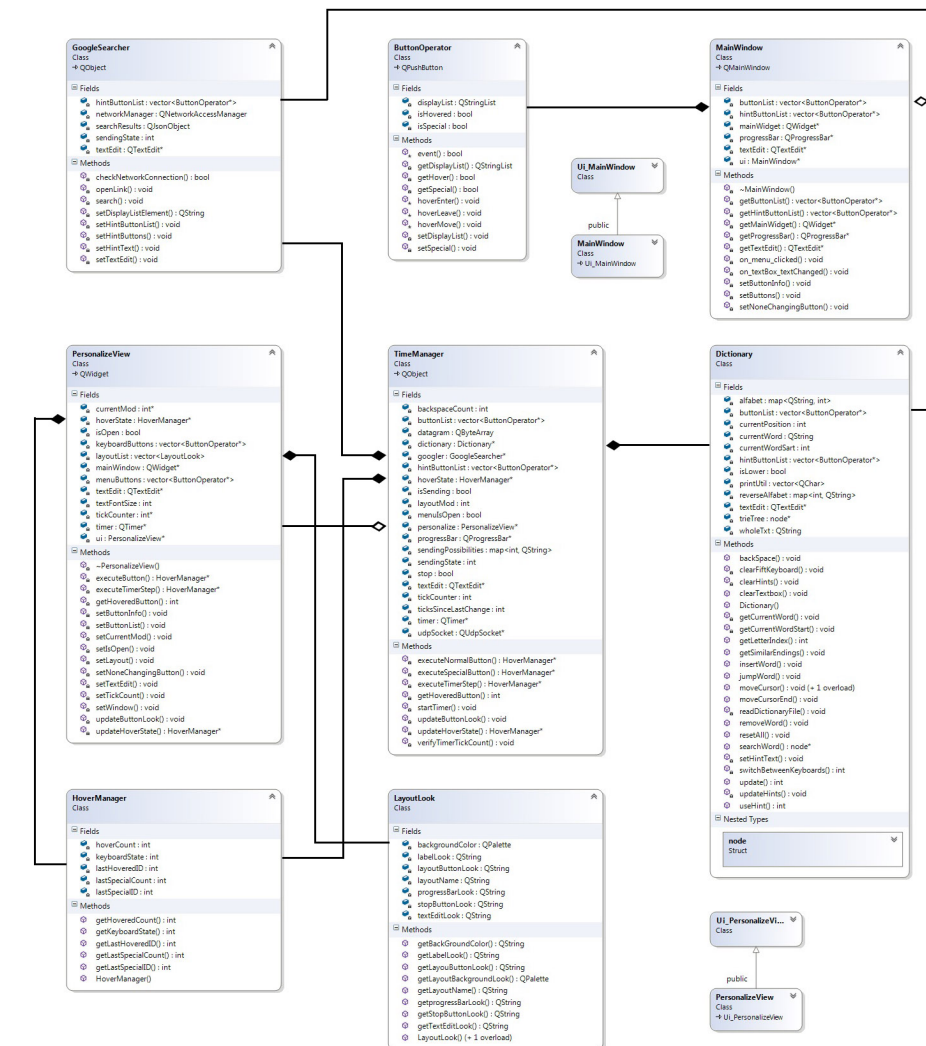 GoogleSearcher
Class
QObject
Fields
hintButtonList : vector<ButtonOperator*>
networkManager : QNetworkAccessManager
searchResults : QJsonObject
sendingState : int
textEdit : QTextEdit*
Methods
checkNetworkConnection() : bool
openLink() : void
search() : void
setDisplayListElement() : QString
setHintButtonList() : void
setHintButtons() : void
setHintText() : void
setTextEdit() : void
ButtonOperator
Class
QPushButton
Fields
displayList : QStringList
isHovered : bool
isSpecial : bool
Methods
event() : bool
getDisplayList() : QStringList
getHover() : bool
getSpecial() : bool
hoverEnter() : void
hoverLeave() : void
hoverMove() : void
setDisplayList() : void
setSpecial() : void
Ui_MainWindow
Class
public
MainWindow
Class
Ui_MainWindow
MainWindow
Class
QMainWindow
Fields
buttonList : vector<ButtonOperator*>
hintButtonList : vector<ButtonOperator*>
mainWidget : QWidget*
progressBar : QProgressBar*
textEdit : QTextEdit*
ui : MainWindow*
Methods
~MainWindow()
getButtonList() : vector<ButtonOperator*>
getHintButtonList() : vector<ButtonOperator*>
getMainWidget() : QWidget*
getProgressBar() : QProgressBar*
getTextEdit() : QTextEdit*
on_menu_clicked() : void
on_textBox_textChanged() : void
setButtonInfo() : void
setButtons() : void
setNoneChangingButton() : void
PersonalizeView
Class
QWidget
Fields
currentMod : int*
hoverState : HoverManager*
isOpen : bool
keyboardButtons : vector<ButtonOperator*>
layoutList : vector<LayoutLook>
mainWindow : QWidget*
menuButtons : vector<ButtonOperator*>
textEdit : QTextEdit*
textFontSize : int
tickCounter : int*
timer : QTimer*
ui : PersonalizeView*
Methods
~PersonalizeView()
executeButton() : HoverManager*
executeTimerStep() : HoverManager*
getHoveredButton() : int
setButtonInfo() : void
setButtonList() : void
setCurrentMod() : void
setIsOpen() : void
setLayout() : void
setNoneChangingButton() : void
setTextEdit() : void
setTickCount() : void
setWindow() : void
updateButtonLook() : void
updateHoverState() : HoverManager*
TimeManager
Class
QObject
Fields
backspaceCount : int
buttonList : vector<ButtonOperator*>
datagram : QByteArray
dictionary : Dictionary*
googler : GoogleSearcher*
hintButtonList : vector<ButtonOperator*>
hoverState : HoverManager*
isSending : bool
layoutMod : int
menuIsOpen : bool
personalize : PersonalizeView*
progressBar : QProgressBar*
sendingPossibilities : map<int, QString>
sendingState : int
stop : bool
textEdit : QTextEdit*
tickCounter : int
ticksSinceLastChange : int
timer : QTimer*
udpSocket : QUdpSocket*
Methods
executeNormalButton() : HoverManager*
executeSpecialButton() : HoverManager*
executeTimerStep() : HoverManager*
getHoveredButton() : int
startTimer() : void
updateButtonLook() : void
updateHoverState() : HoverManager*
verifyTimerTickCount() : void
Dictionary
Class
Fields
alfabet : map<QString, int>
buttonList : vector<ButtonOperator*>
currentPosition : int
currentWord : QString
currentWordSart : int
hintButtonList : vector<ButtonOperator*>
isLower : bool
printUtil : vector<QChar>
reverseAlfabet : map<int, QString>
textEdit : QTextEdit*
trieTree : node*
wholeTxt : QString
Methods
backSpace() : void
clearFiftKeyboard() : void
clearHints() : void
clearTextbox() : void
Dictionary()
getCurrentWord() : void
getCurrentWordStart() : void
getLetterIndex() : int
getSimilarEndings() : void
insertWord() : void
jumpWord() : void
moveCursor() : void (+ 1 overload)
moveCursorEnd() : void
readDictionaryFile() : void
removeWord() : void
resetAll() : void
searchWord() : node*
setHintText() : void
switchBetweenKeyboards() : int
update() : int
updateHints() : void
useHint() : int
Nested Types
node
Struct
HoverManager
Class
Fields
hoverCount : int
keyboardState : int
lastHoveredID : int
lastSpecialCount : int
lastSpecialID : int
Methods
getHoveredCount() : int
getKeyboardState() : int
getLastHoveredID() : int
getLastSpecialCount() : int
getLastSpecialID() : int
HoverManager()
LayoutLook
Class
Fields
backgroundColor : QPalette
labelLook : QString
layoutButtonLook : QString
layoutName : QString
progressBarLook : QString
stopButtonLook : QString
textEditLook : QString
Methods
getBackGroundColor() : QString
getLabelLook() : QString
getLayouButtonLook() : QString
getLayoutBackgroundLook() : QPalette
getLayoutName() : QString
getprogressBarLook() : QString
getStopButtonLook() : QString
getTextEditLook() : QString
LayoutLook() (+ 1 overload)
Ui_PersonalizeVi...
Class
public
PersonalizeView
Class
Ui_PersonalizeView